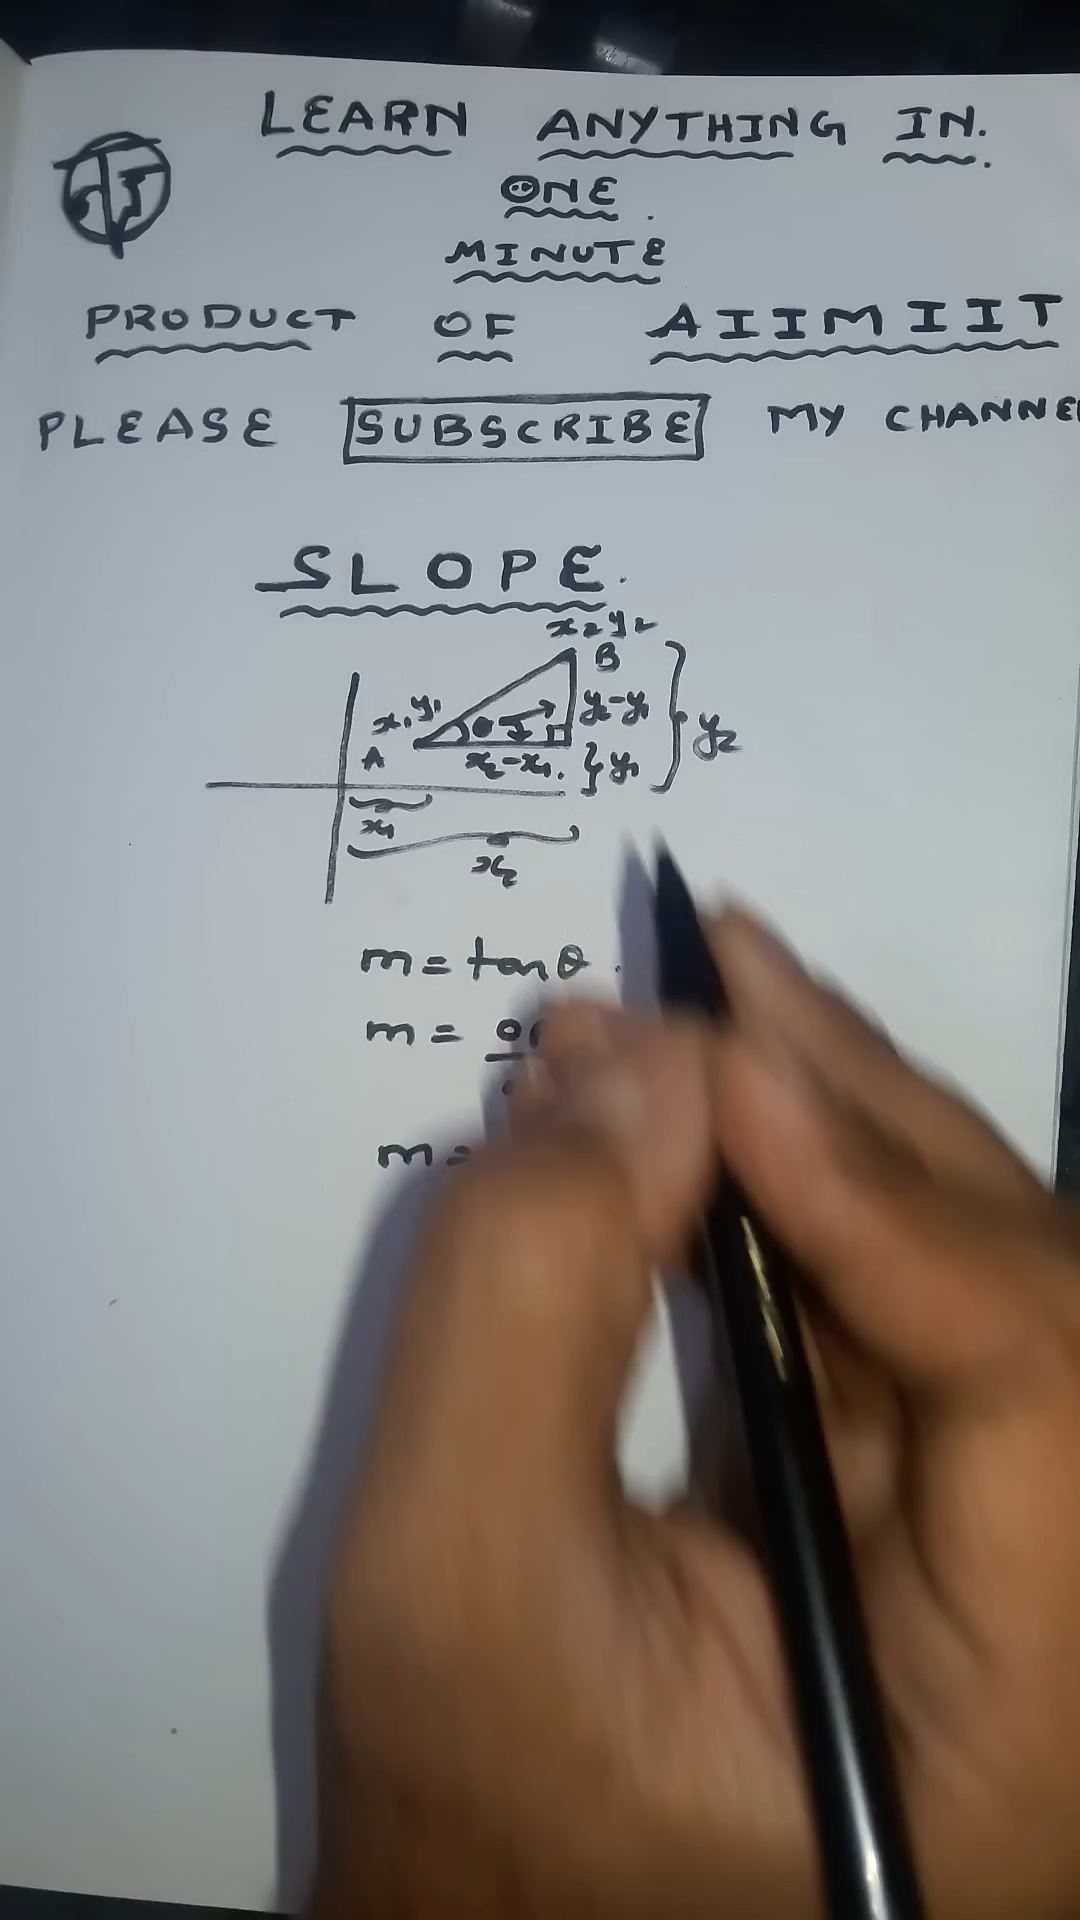 LEARN ANYTHING IN.
ONE.
MINUTE
PRODUCT OF AIIMIIT
PLEASE SUBSCRIBE MY CHANNE
SLOPE.
x2 y2
B
x1 y1
θ
y2-y1
A
x2-x1.
y1
y2
x1
x2
m = tanθ.
m =
m =